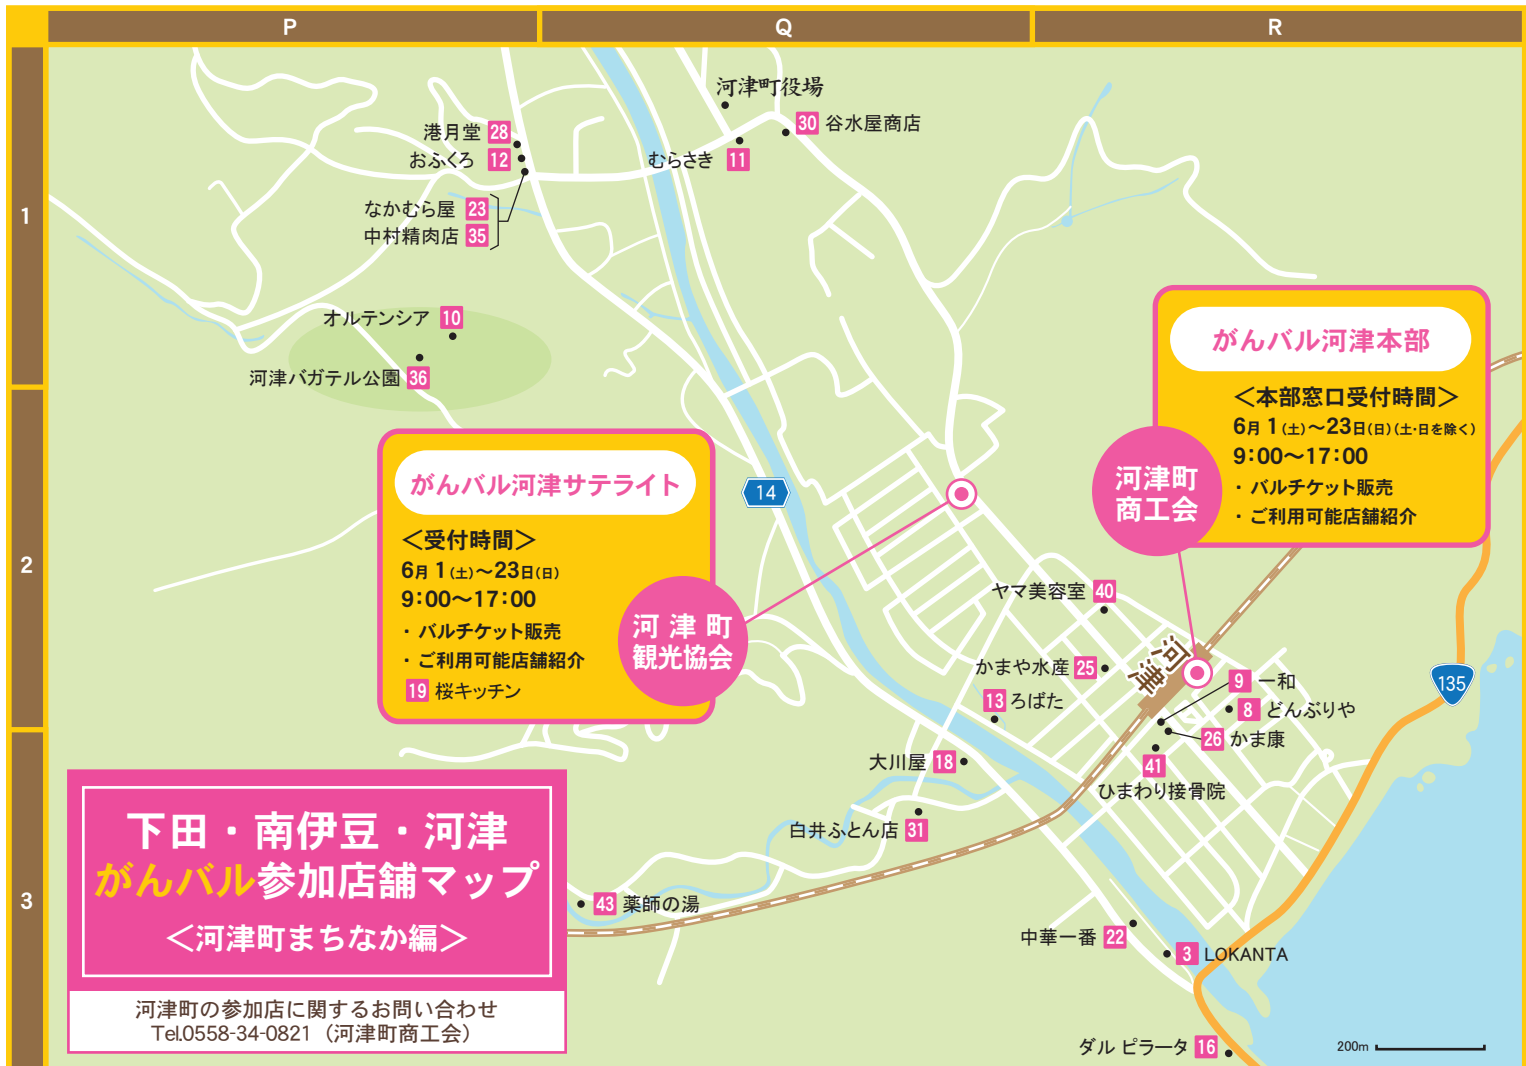 P
Q
R
1
2
3
河津町役場
港月堂 28
おふくろ 12
なかむら屋 23
中村精肉店 35
むらさき 11
30 谷水屋商店
オルテンシア 10
河津バガテル公園 36
がんバル河津本部
＜本部窓口受付時間＞
6月1(土)～23日(日)(土・日を除く)
9：00～17：00
・バルチケット販売
・ご利用可能店舗紹介
河津町
商工会
がんバル河津サテライト
＜受付時間＞
6月1(土)～23日(日)
9：00～17：00
・バルチケット販売
・ご利用可能店舗紹介
19 桜キッチン
河津町
観光協会
14
135
ヤマ美容室 40
かまや水産 25
河津
13 ろばた
9 一和
8 どんぶりや
26 かま康
41
ひまわり接骨院
大川屋 18
白井ふとん店 31
43 薬師の湯
中華一番 22
3 LOKANTA
ダル ピラータ 16
200m
下田・南伊豆・河津
がんバル参加店舗マップ
＜河津町まちなか編＞
河津町の参加店に関するお問い合わせ
Tel.0558-34-0821（河津町商工会）